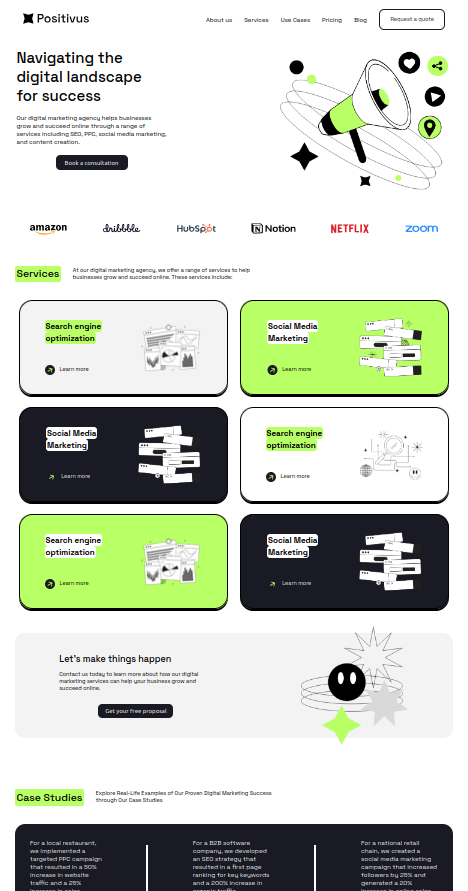 Positivus
About us
Services
Use Cases
Pricing
Blog
Request a quote
Navigating the
digital landscape
for success
Our digital marketing agency helps businesses
grow and succeed online through a range of
services including SEO, PPC, social media marketing,
and content creation.
Book a consultation
amazon
dribbble
HubSpot
Notion
NETFLIX
zoom
Services
At our digital marketing agency, we offer a range of services to help
businesses grow and succeed online. These services include:
Search engine
optimization
Learn more
Social Media
Marketing
Learn more
Social Media
Marketing
Learn more
Search engine
optimization
Learn more
Search engine
optimization
Learn more
Social Media
Marketing
Learn more
Let's make things happen
Contact us today to learn more about how our digital
marketing services can help your business grow and
succeed online.
Get your free proposal
Case Studies
Explore Real-Life Examples of Our Proven Digital Marketing Success
through Our Case Studies
For a local restaurant,
we implemented a
targeted PPC campaign
that resulted in a 50%
increase in website
traffic and a 25%
increase in sales
For a B2B software
company, we developed
an SEO strategy that
resulted in a first page
ranking for key keywords
and a 200% increase in
organic traffic
For a national retail
chain, we created a
social media marketing
campaign that increased
followers by 25% and
generated a 20%
increase in online sales